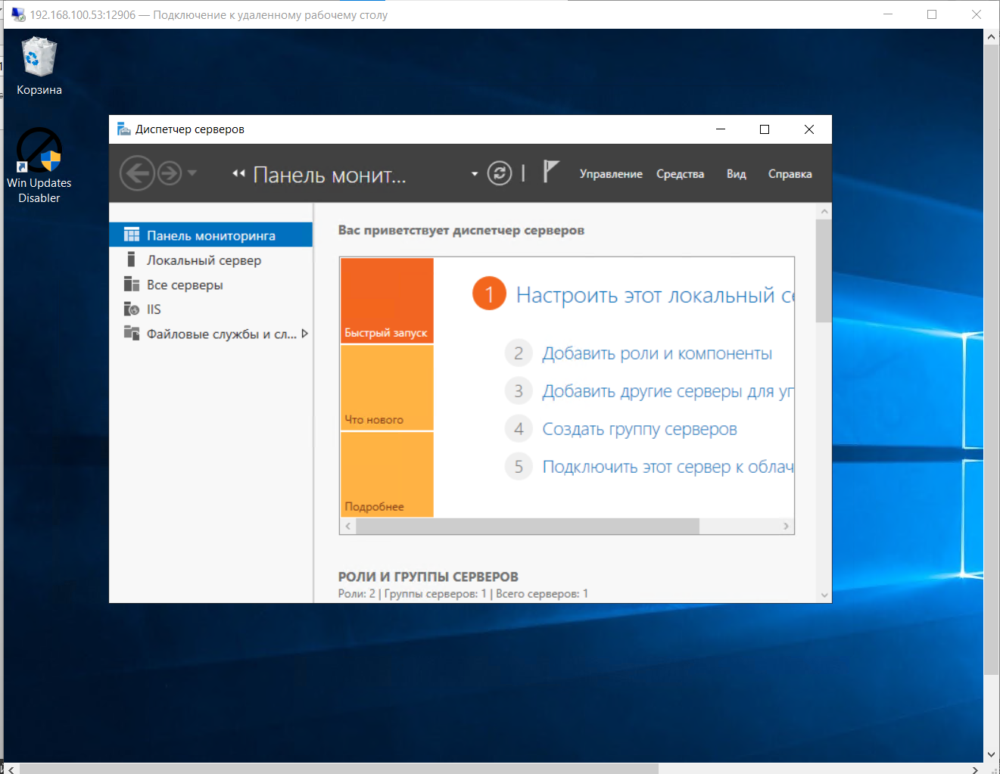 192.168.100.53:12906 — Подключение к удаленному рабочему столу
Корзина
Win Updates
Disabler
Диспетчер серверов
Панель монит...
Управление
Средства
Вид
Справка
Панель мониторинга
Локальный сервер
Все серверы
IIS
Файловые службы и сл...
Вас приветствует диспетчер серверов
Быстрый запуск
Что нового
Подробнее
1 Настроить этот локальный се
2 Добавить роли и компоненты
3 Добавить другие серверы для уп
4 Создать группу серверов
5 Подключить этот сервер к облач
РОЛИ И ГРУППЫ СЕРВЕРОВ
Роли: 2 | Группы серверов: 1 | Всего серверов: 1